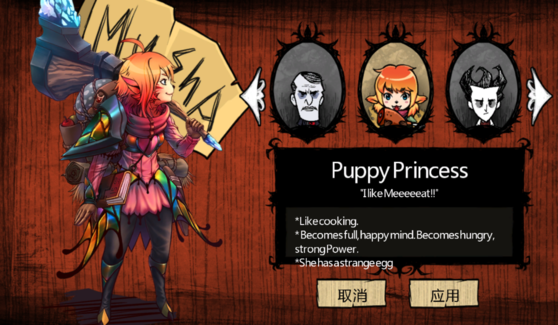 MAsHA
Puppy Princess
"I like Meeeeeat!!"
*Like cooking.
* Becomes full, happy mind. Becomes hungry,
strong Power.
*She has a strange egg
取消
应用